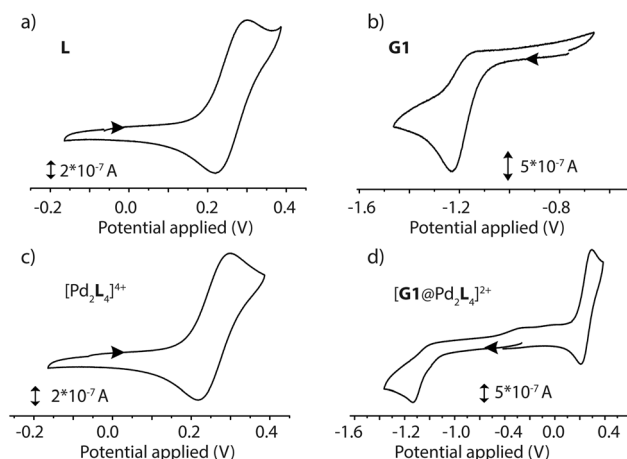 a)
L
2*10⁻⁷ A
-0.2 0.0 0.2 0.4
Potential applied (V)
b)
G1
5*10⁻⁷ A
-1.6 -1.2 -0.8
Potential applied (V)
c)
[Pd₂L₄]⁴⁺
2*10⁻⁷ A
-0.2 0.0 0.2 0.4
Potential applied (V)
d)
[G1@Pd₂L₄]²⁺
5*10⁻⁷ A
-1.6 -1.2 -1.0 -0.4 0.0 0.4
Potential applied (V)